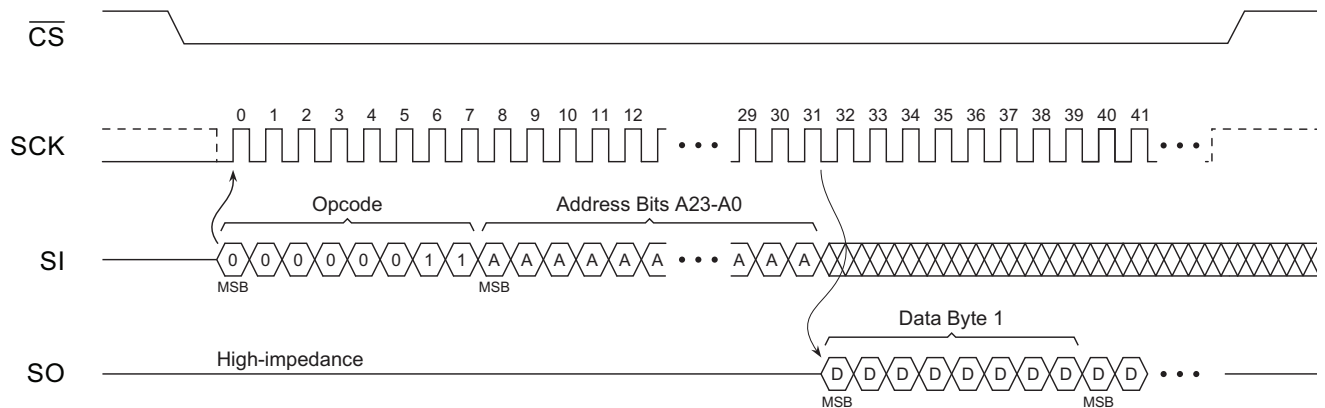 CS
0 1 2 3 4 5 6 7 8 9 10 11 12 29 30 31 32 33 34 35 36 37 38 39 40 41
SCK
Opcode Address Bits A23-A0
SI 0 0 0 0 0 0 1 1 A A A A A A A A A
MSB MSB
Data Byte 1
High-impedance
SO D D D D D D D D D D
MSB MSB